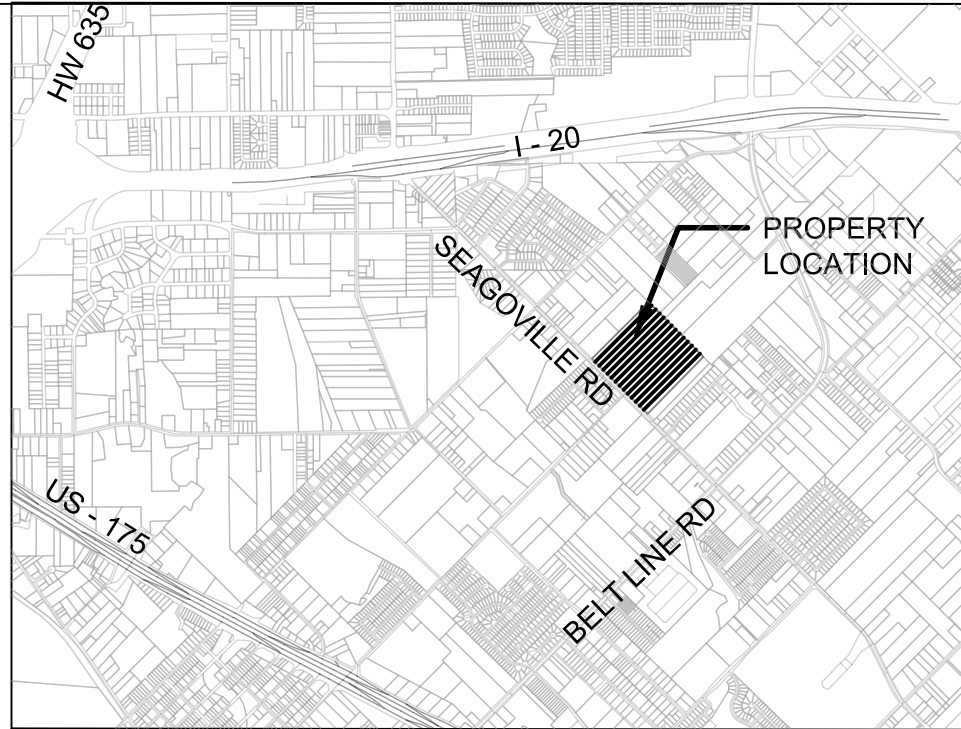 HW 635
I - 20
PROPERTY
LOCATION
SEAGOVILLE RD
US - 175
BELT LINE RD